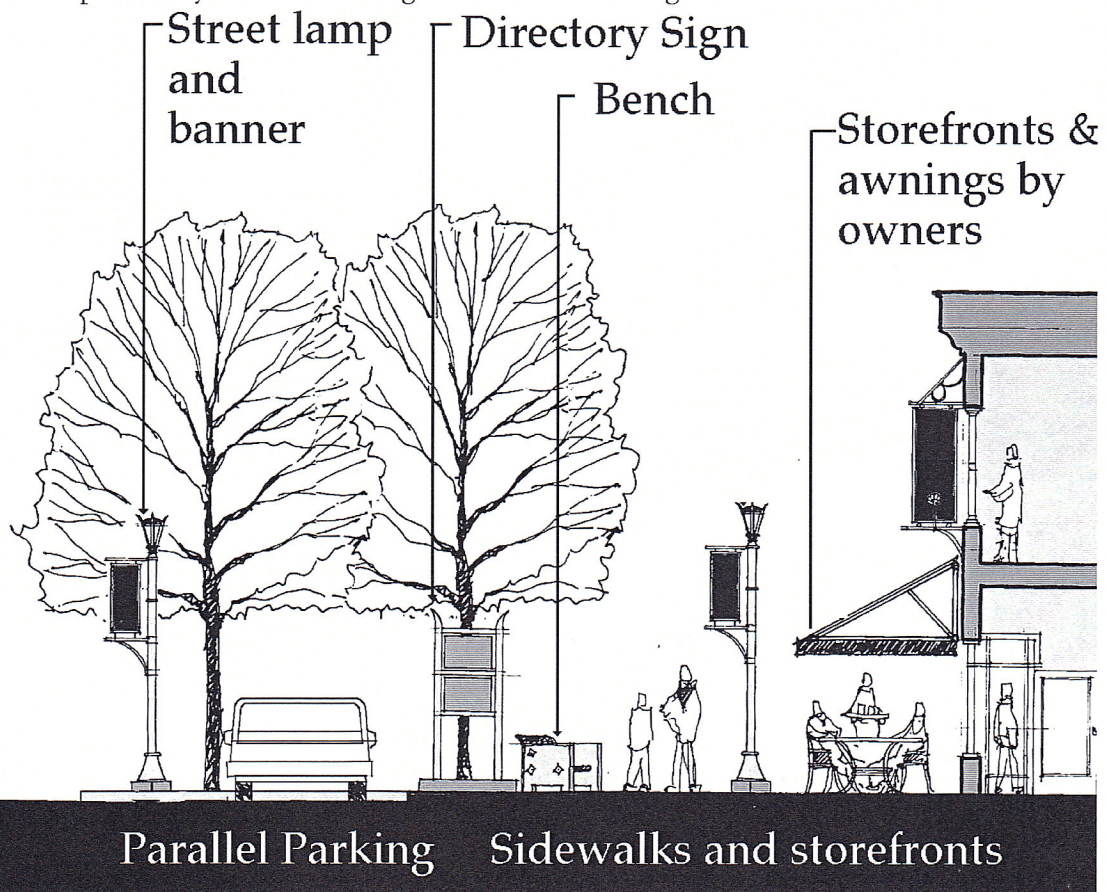 Street lamp
and
banner
Directory Sign
Bench
Storefronts &
awnings by
owners
Parallel Parking
Sidewalks and storefronts